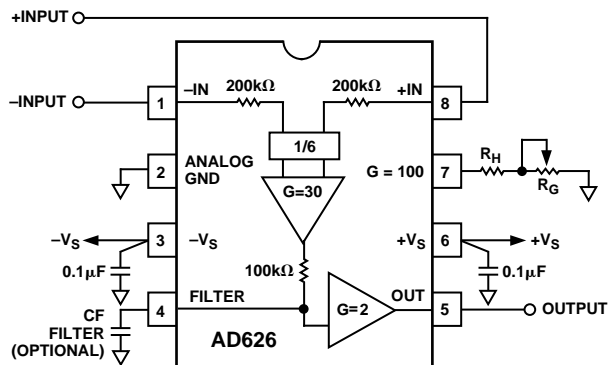 +INPUT
–INPUT
1
–IN
200kΩ
200kΩ
+IN
8
1/6
2
ANALOG
GND
G=30
G = 100
7
R_H
R_G
–V_S
3
–V_S
+V_S
6
+V_S
0.1μF
100kΩ
0.1μF
CF
FILTER
(OPTIONAL)
4
FILTER
G=2
OUT
5
OUTPUT
AD626